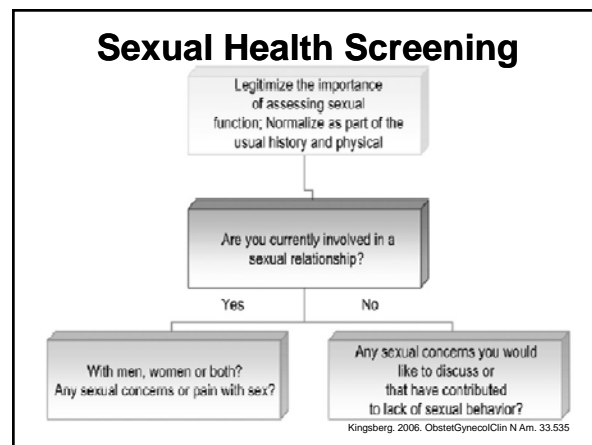 Sexual Health Screening
Legitimize the importance
of assessing sexual
function; Normalize as part of the
usual history and physical
Are you currently involved in a
sexual relationship?
Yes
No
With men, women or both?
Any sexual concerns or pain with sex?
Any sexual concerns you would
like to discuss or
that have contributed
to lack of sexual behavior?
Kingsberg. 2006. ObstetGynecolClin N Am. 33.535